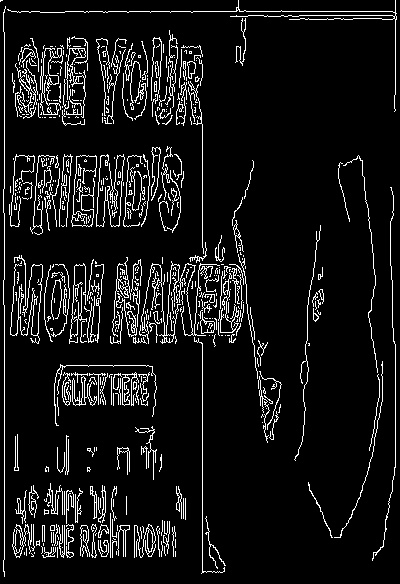 SEE YOUR
FRIEND'S
MOM NAKED
CLICK HERE
ON-LINE RIGHT NOW!